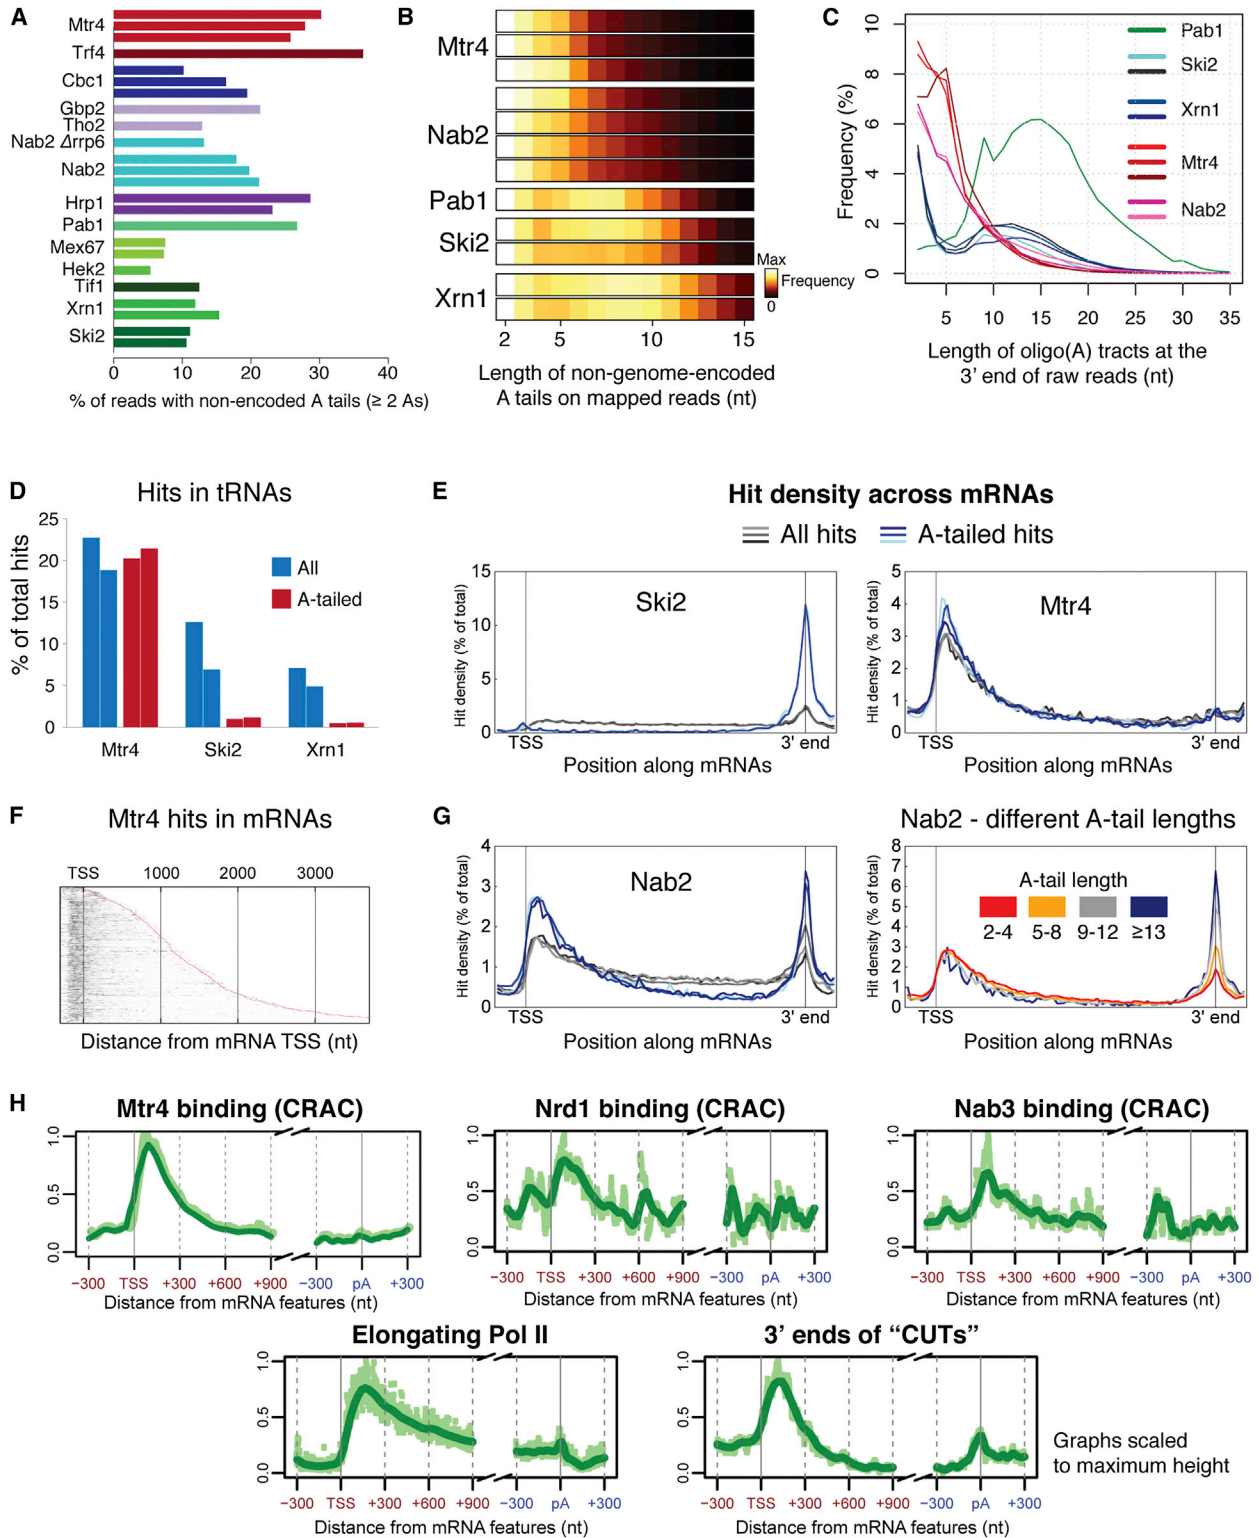 A
Mtr4
Trf4
Cbc1
Gbp2
Tho2
Nab2 Δrrp6
Nab2
Hrp1
Pab1
Mex67
Hek2
Tif1
Xrn1
Ski2
0 10 20 30 40
% of reads with non-encoded A tails (≥ 2 As)
B
Mtr4
Nab2
Pab1
Ski2
Xrn1
Max
Frequency
0
2 5 10 15
Length of non-genome-encoded
A tails on mapped reads (nt)
C
Frequency (%)
10
8
6
4
2
0
Pab1
Ski2
Xrn1
Mtr4
Nab2
5 10 15 20 25 30 35
Length of oligo(A) tracts at the
3' end of raw reads (nt)
D
Hits in tRNAs
% of total hits
25
20
15
10
5
0
All
A-tailed
Mtr4 Ski2 Xrn1
E
Hit density across mRNAs
All hits A-tailed hits
Hit density (% of total)
15
10
5
0
Ski2
TSS 3' end
Position along mRNAs
Hit density (% of total)
5
4
3
2
1
0
Mtr4
TSS 3' end
Position along mRNAs
F
Mtr4 hits in mRNAs
TSS 1000 2000 3000
Distance from mRNA TSS (nt)
G
Hit density (% of total)
4
3
2
1
0
Nab2
TSS 3' end
Position along mRNAs
Nab2 - different A-tail lengths
Hit density (% of total)
8
7
6
5
4
3
2
1
0
A-tail length
2-4 5-8 9-12 ≥13
TSS 3' end
Position along mRNAs
H
Mtr4 binding (CRAC)
1.0
0.5
0.0
−300 TSS +300 +600 +900 −300 pA +300
Distance from mRNA features (nt)
Nrd1 binding (CRAC)
1.0
0.5
0.0
−300 TSS +300 +600 +900 −300 pA +300
Distance from mRNA features (nt)
Nab3 binding (CRAC)
1.0
0.5
0.0
−300 TSS +300 +600 +900 −300 pA +300
Distance from mRNA features (nt)
Elongating Pol II
1.0
0.5
0.0
−300 TSS +300 +600 +900 −300 pA +300
Distance from mRNA features (nt)
3' ends of “CUTs”
1.0
0.5
0.0
−300 TSS +300 +600 +900 −300 pA +300
Distance from mRNA features (nt)
Graphs scaled
to maximum height